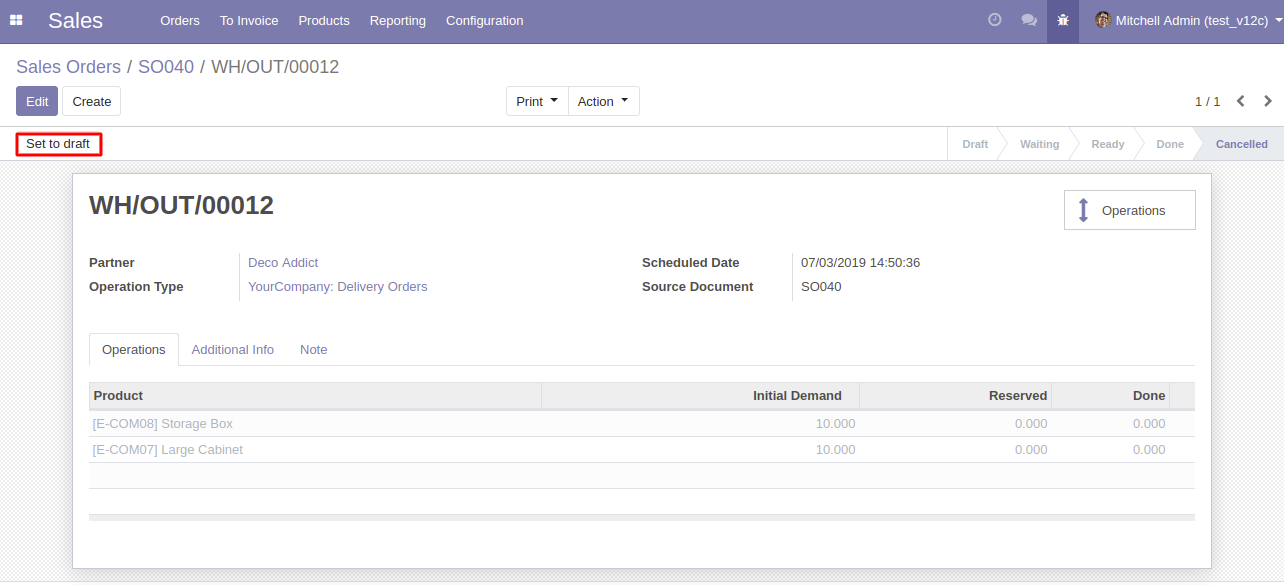 Sales Orders To Invoice Products Reporting Configuration Mitchell Admin (test_v12c)
Sales Orders / SO040 / WH/OUT/00012
Edit Create Print Action 1 / 1
Set to draft Draft Waiting Ready Done Cancelled
WH/OUT/00012 Operations
Partner Deco Addict Scheduled Date 07/03/2019 14:50:36
Operation Type YourCompany: Delivery Orders Source Document SO040
Operations Additional Info Note
Product Initial Demand Reserved Done
[E-COM08] Storage Box 10.000 0.000 0.000
[E-COM07] Large Cabinet 10.000 0.000 0.000